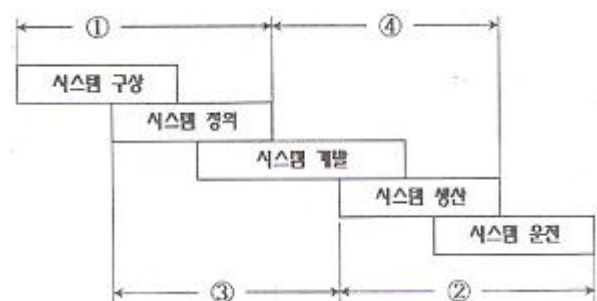 ① ④
시스템 구상
시스템 정의
시스템 개발
시스템 생산
시스템 운전
③ ②